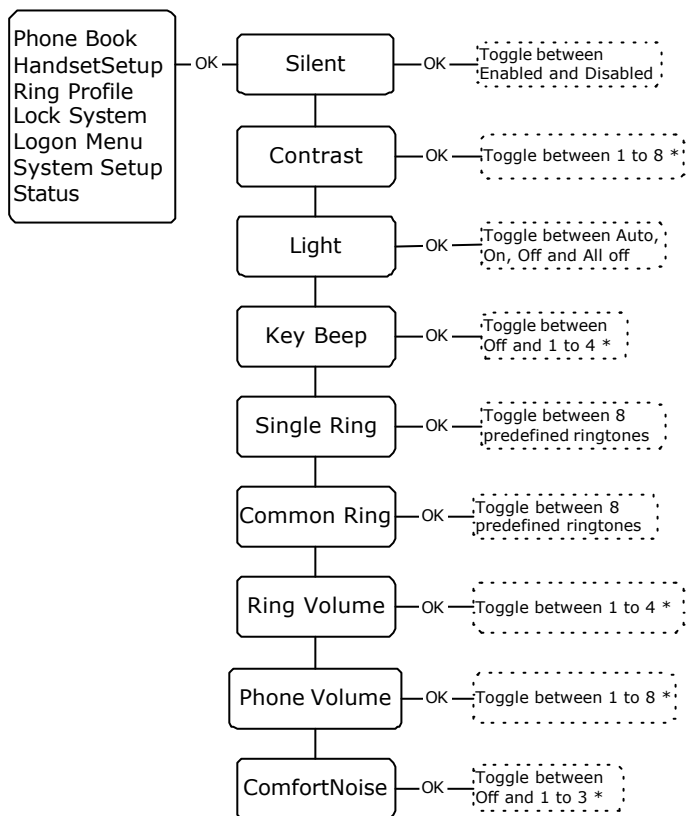 Phone Book
HandsetSetup
Ring Profile
Lock System
Logon Menu
System Setup
Status
OK
Silent
OK
Toggle between
Enabled and Disabled
Contrast
OK
Toggle between 1 to 8 *
Light
OK
Toggle between Auto,
On, Off and All off
Key Beep
OK
Toggle between
Off and 1 to 4 *
Single Ring
OK
Toggle between 8
predefined ringtones
Common Ring
OK
Toggle between 8
predefined ringtones
Ring Volume
OK
Toggle between 1 to 4 *
Phone Volume
OK
Toggle between 1 to 8 *
ComfortNoise
OK
Toggle between
Off and 1 to 3 *